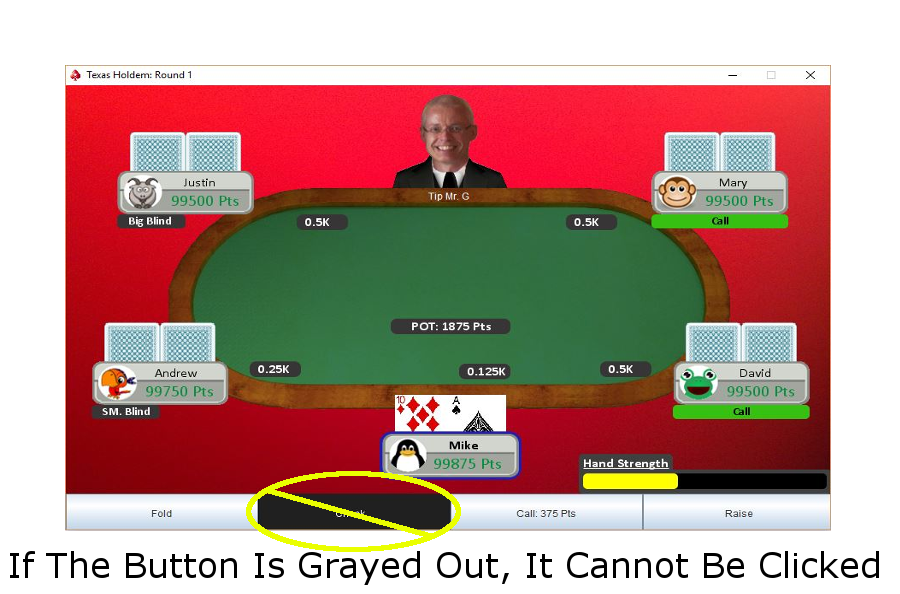 Texas Holdem: Round 1
Justin
99500 Pts
Big Blind
Mary
99500 Pts
Call
Tip Mr. G
0.5K
0.5K
POT: 1875 Pts
Andrew
99750 Pts
SM. Blind
0.25K
0.125K
0.5K
David
99500 Pts
Call
10
A
Mike
99875 Pts
Hand Strength
Fold
Call: 375 Pts
Raise
If The Button Is Grayed Out, It Cannot Be Clicked